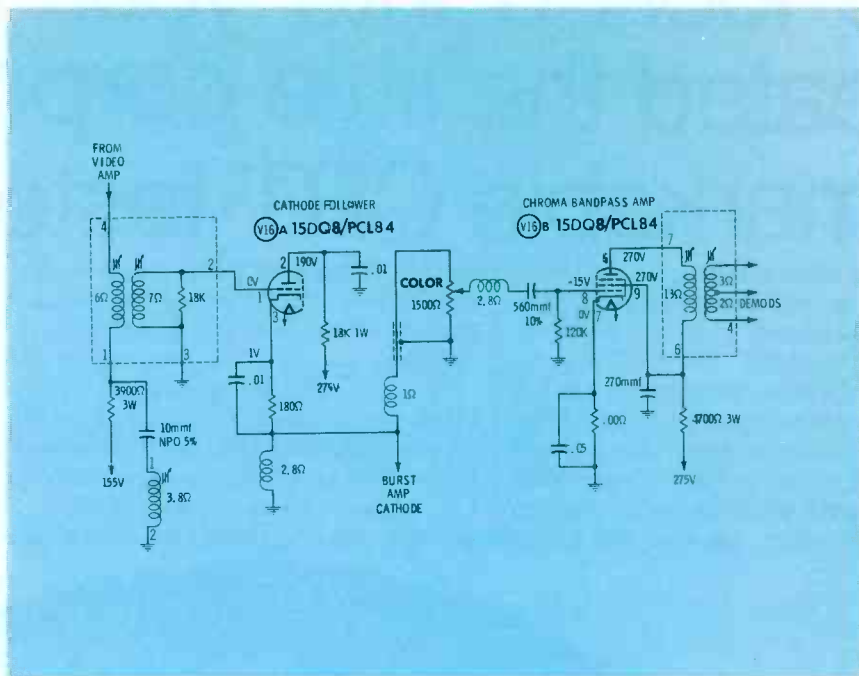 FROM
VIDEO
AMP
4
6Ω
7Ω
18K
2
1
3
3900Ω
3W
10mmf
NPO 5%
155V
1
3.8Ω
2
CATHODE FOLLOWER
V16 A 15DQ8/PCL84
2
190V
.01
0V
1
3
18K 1W
1V
.01
180Ω
2.8Ω
COLOR
1500Ω
1Ω
BURST
AMP
CATHODE
2.8Ω
560mmf
10%
120K
CHROMA BANDPASS AMP
V16 B 15DQ8/PCL84
270V
7
-15V
270V
8
9
0V
7
13Ω
3Ω
2Ω
DEMODS
4
6
270mmf
.00Ω
.05
3W
275V